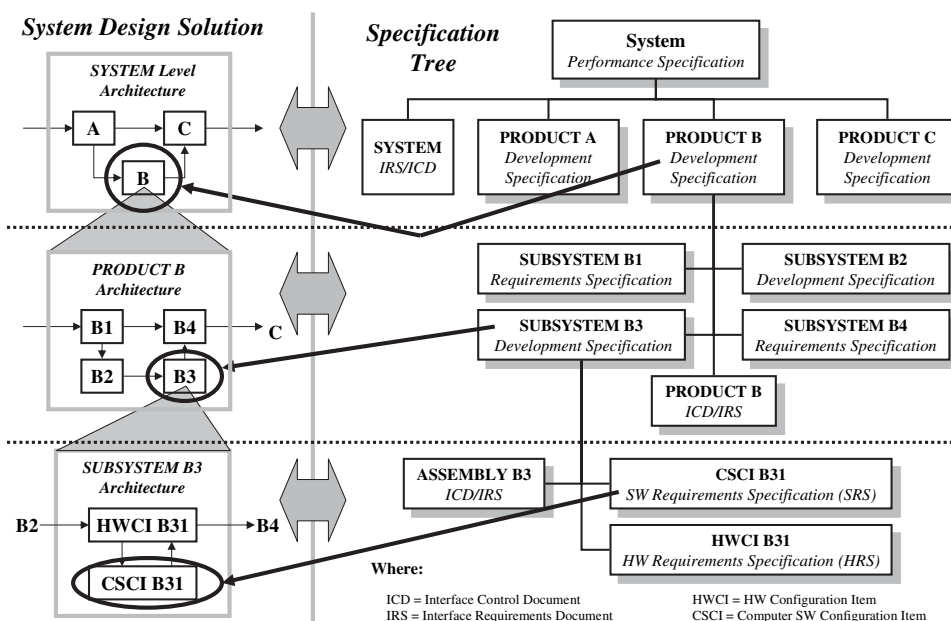 System Design Solution
SYSTEM Level
Architecture
A
C
B
PRODUCT B
Architecture
B1
B4
C
B2
B3
SUBSYSTEM B3
Architecture
B2
HWCI B31
B4
CSCI B31
Specification
Tree
System
Performance Specification
SYSTEM
IRS/ICD
PRODUCT A
Development
Specification
PRODUCT B
Development
Specification
PRODUCT C
Development
Specification
SUBSYSTEM B1
Requirements Specification
SUBSYSTEM B2
Development Specification
SUBSYSTEM B3
Development Specification
SUBSYSTEM B4
Requirements Specification
PRODUCT B
ICD/IRS
ASSEMBLY B3
ICD/IRS
CSCI B31
SW Requirements Specification (SRS)
HWCI B31
HW Requirements Specification (HRS)
Where:
ICD = Interface Control Document
IRS = Interface Requirements Document
HWCI = HW Configuration Item
CSCI = Computer SW Configuration Item